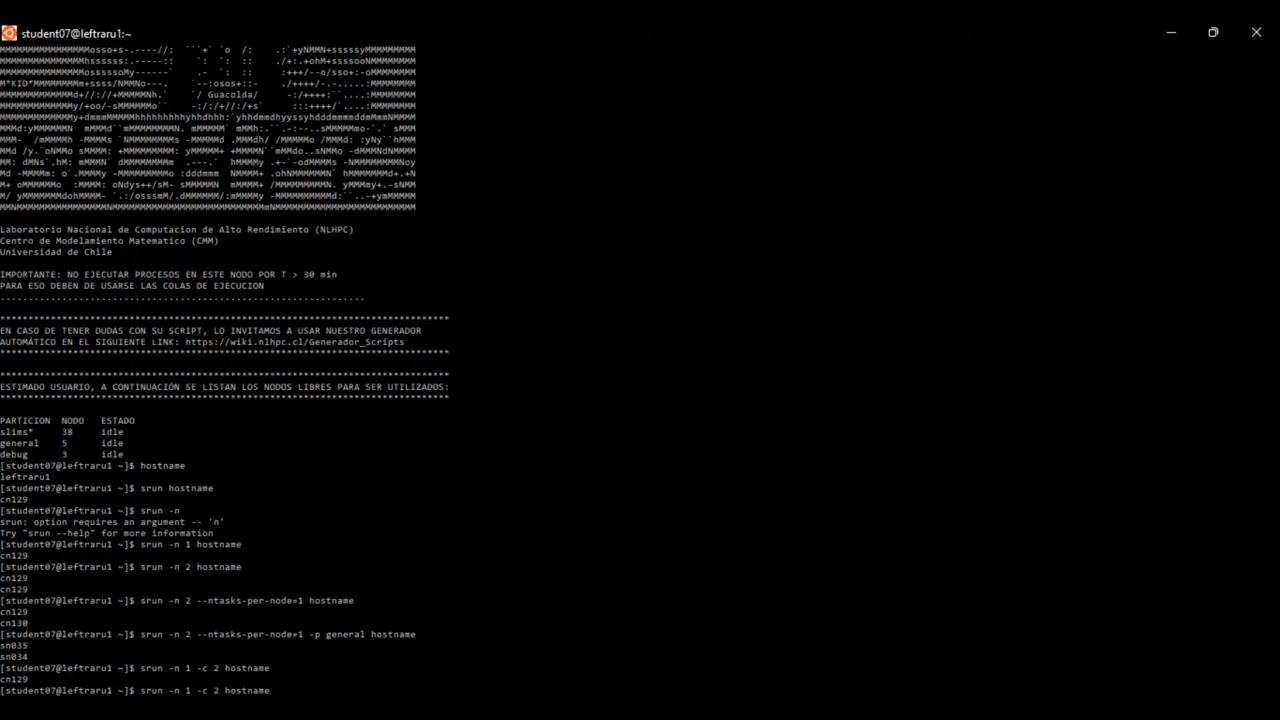 student07@leftraru1:~
Guacolda/
Laboratorio Nacional de Computacion de Alto Rendimiento (NLHPC)
Centro de Modelamiento Matematico (CMM)
Universidad de Chile
IMPORTANTE: NO EJECUTAR PROCESOS EN ESTE NODO POR T > 30 min
PARA ESO DEBEN DE USARSE LAS COLAS DE EJECUCION
EN CASO DE TENER DUDAS CON SU SCRIPT, LO INVITAMOS A USAR NUESTRO GENERADOR
AUTOMÁTICO EN EL SIGUIENTE LINK: https://wiki.nlhpc.cl/Generador_Scripts
ESTIMADO USUARIO, A CONTINUACIÓN SE LISTAN LOS NODOS LIBRES PARA SER UTILIZADOS:
PARTICION NODO ESTADO
slims* 38 idle
general 5 idle
debug 3 idle
[student07@leftraru1 ~]$ hostname
leftraru1
[student07@leftraru1 ~]$ srun hostname
cn129
[student07@leftraru1 ~]$ srun -n
srun: option requires an argument -- 'n'
Try "srun --help" for more information
[student07@leftraru1 ~]$ srun -n 1 hostname
cn129
[student07@leftraru1 ~]$ srun -n 2 hostname
cn129
cn129
[student07@leftraru1 ~]$ srun -n 2 --ntasks-per-node=1 hostname
cn129
cn130
[student07@leftraru1 ~]$ srun -n 2 --ntasks-per-node=1 -p general hostname
sn035
sn034
[student07@leftraru1 ~]$ srun -n 1 -c 2 hostname
cn129
[student07@leftraru1 ~]$ srun -n 1 -c 2 hostname